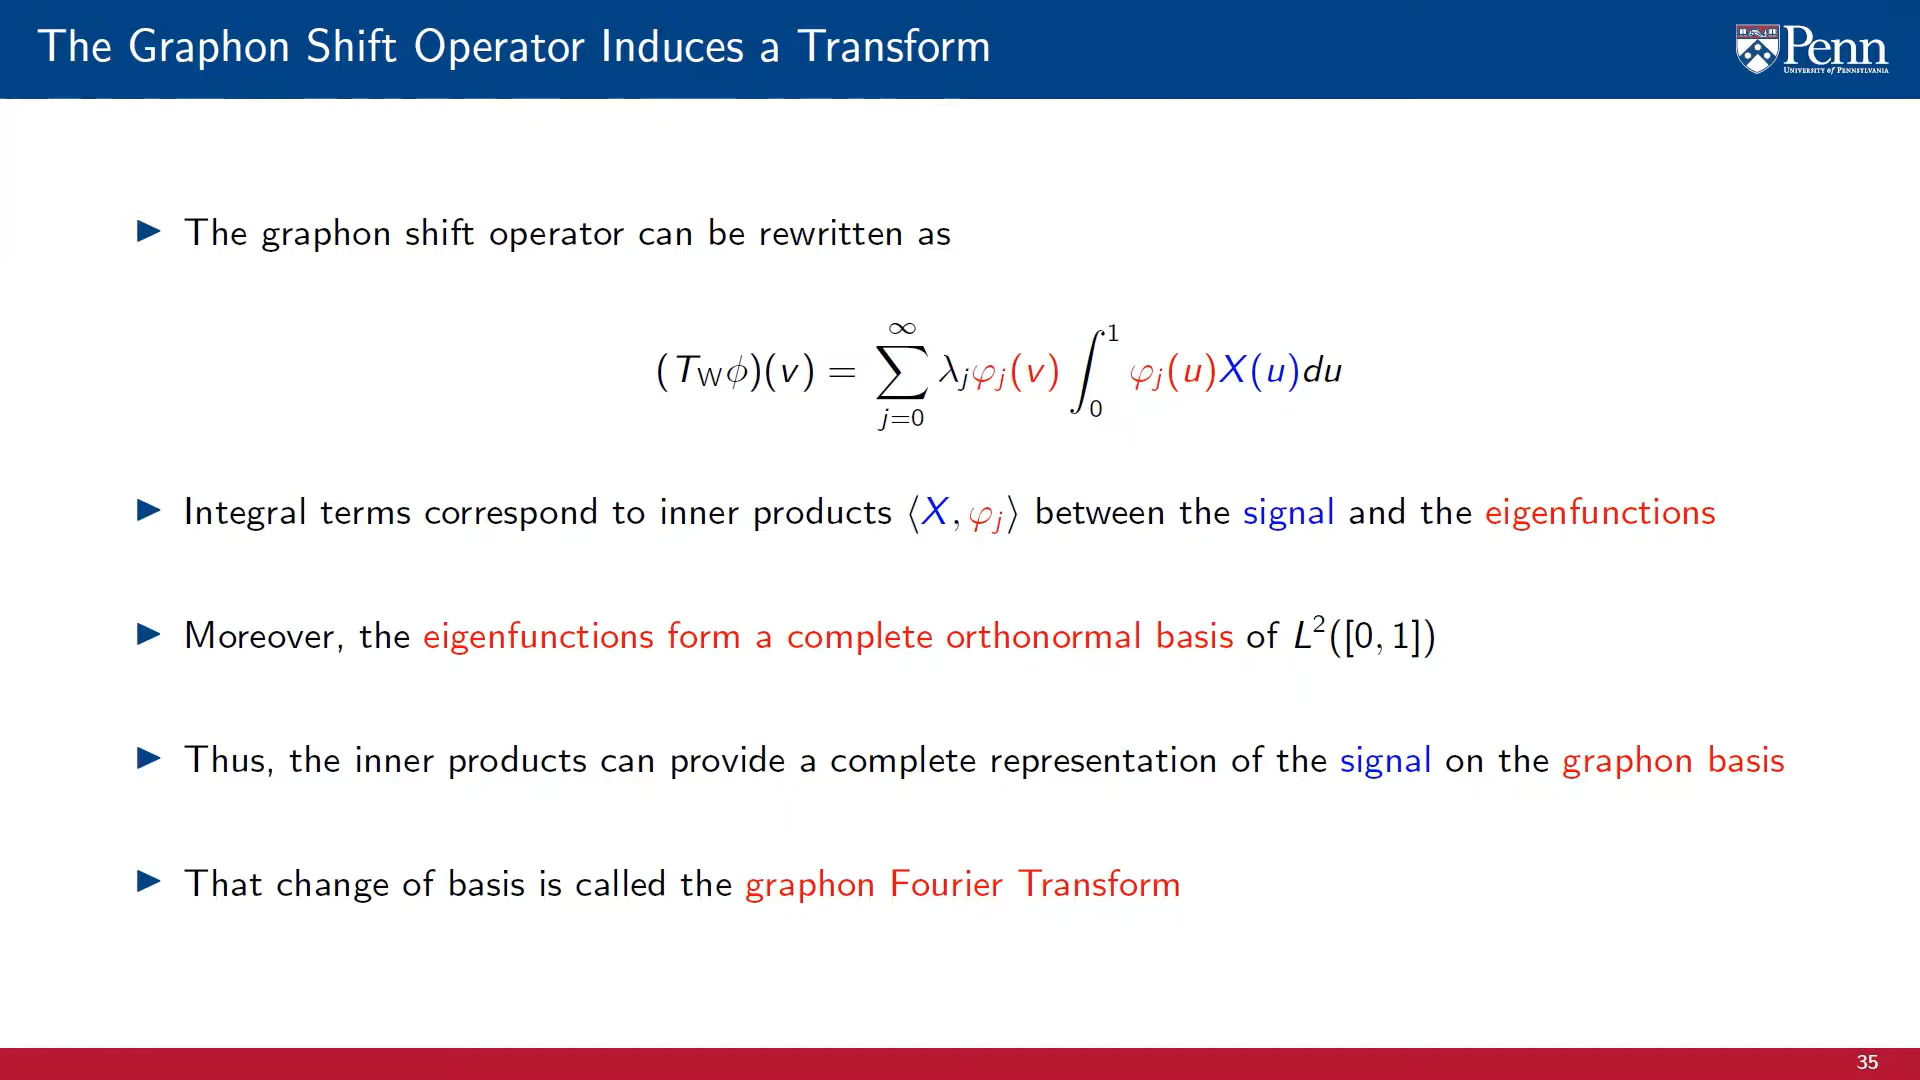 The Graphon Shift Operator Induces a Transform
Penn
UNIVERSITY of PENNSYLVANIA
▶ The graphon shift operator can be rewritten as
(T_W ϕ)(v) = ∑_{j=0}^{∞} λ_j φ_j(v) ∫_0^1 φ_j(u)X(u)du
▶ Integral terms correspond to inner products ⟨X, φ_j⟩ between the signal and the eigenfunctions
▶ Moreover, the eigenfunctions form a complete orthonormal basis of L²([0, 1])
▶ Thus, the inner products can provide a complete representation of the signal on the graphon basis
▶ That change of basis is called the graphon Fourier Transform
35